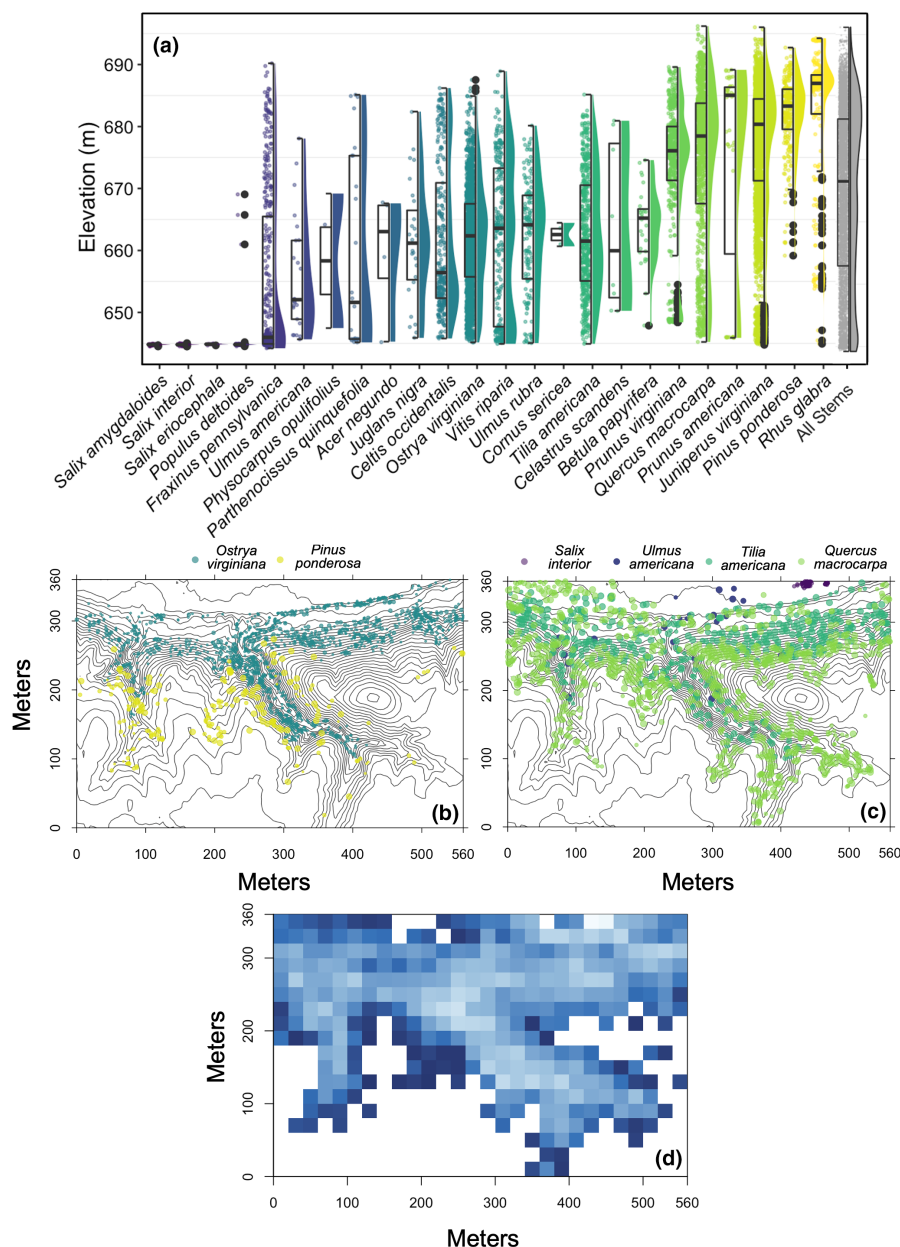 (a)
Elevation (m)
690
680
670
660
650
Salix amygdaloides
Salix interior
Salix eriocephala
Populus deltoides
Fraxinus pennsylvanica
Ulmus americana
Physocarpus opulifolius
Parthenocissus quinquefolia
Acer negundo
Juglans nigra
Celtis occidentalis
Ostrya virginiana
Vitis riparia
Ulmus rubra
Cornus sericea
Tilia americana
Celastrus scandens
Betula papyrifera
Prunus virginiana
Quercus macrocarpa
Prunus americana
Juniperus virginiana
Pinus ponderosa
Rhus glabra
All Stems
Ostrya
virginiana
Pinus
ponderosa
Meters
360
300
200
100
0
(b)
0 100 200 300 400 500 560
Meters
Salix
interior
Ulmus
americana
Tilia
americana
Quercus
macrocarpa
360
300
200
100
0
(c)
0 100 200 300 400 500 560
Meters
Meters
360
300
200
100
0
(d)
0 100 200 300 400 500 560
Meters